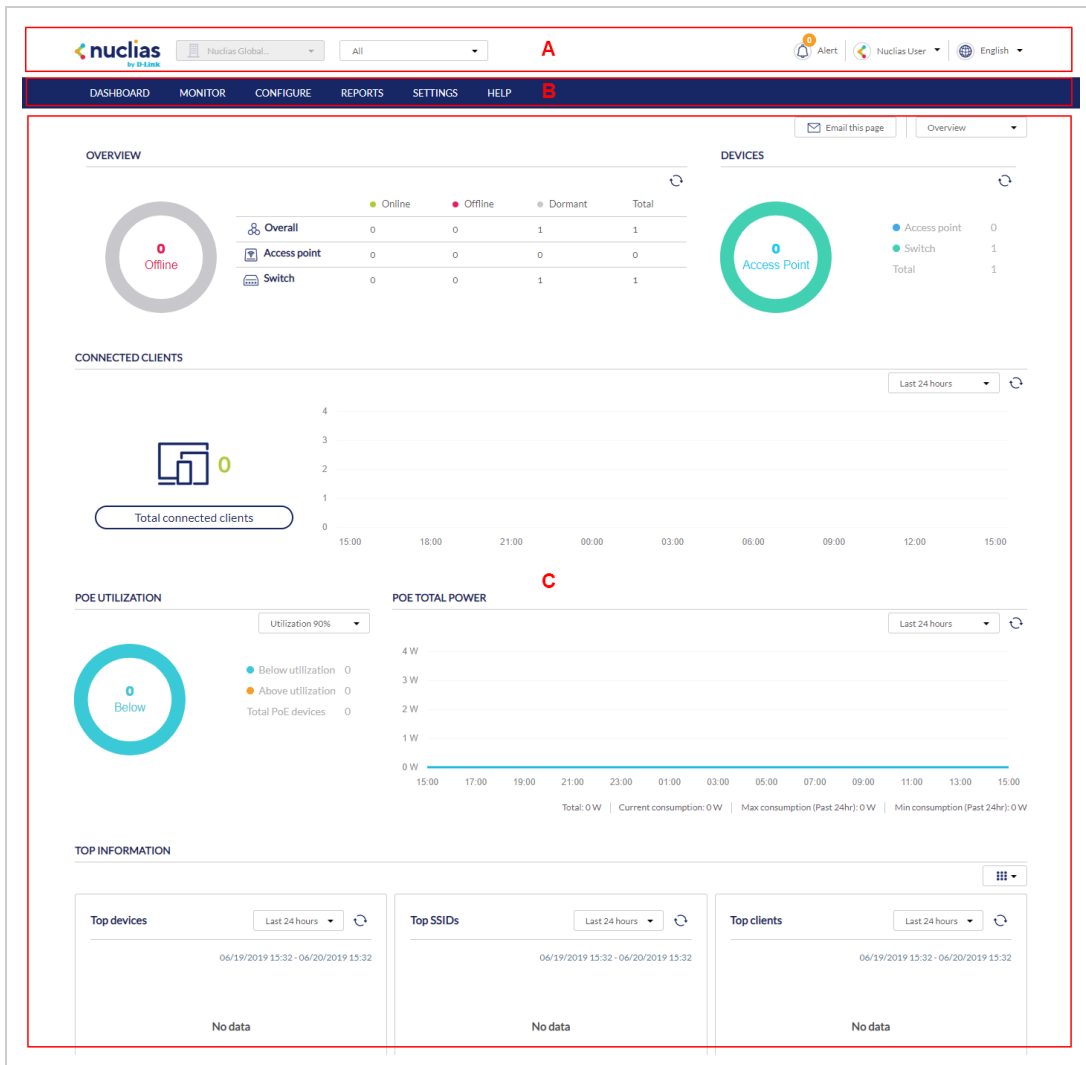 nuclias
by D-Link
Nuclias Global...
All
A
0
Alert
Nuclias User
English
DASHBOARD MONITOR CONFIGURE REPORTS SETTINGS HELP B
Email this page
Overview
OVERVIEW
Online Offline Dormant Total
Overall 0 0 1 1
Access point 0 0 0 0
Switch 0 0 1 1
0
Offline
DEVICES
0
Access Point
Access point 0
Switch 1
Total 1
CONNECTED CLIENTS
Last 24 hours
0
Total connected clients
4
3
2
1
0
15:00 18:00 21:00 00:00 03:00 06:00 09:00 12:00 15:00
C
POE UTILIZATION
Utilization 90%
0
Below
Below utilization 0
Above utilization 0
Total PoE devices 0
POE TOTAL POWER
Last 24 hours
4 W
3 W
2 W
1 W
0 W
15:00 17:00 19:00 21:00 23:00 01:00 03:00 05:00 07:00 09:00 11:00 13:00 15:00
Total: 0 W | Current consumption: 0 W | Max consumption (Past 24hr): 0 W | Min consumption (Past 24hr): 0 W
TOP INFORMATION
Top devices
Last 24 hours
06/19/2019 15:32 - 06/20/2019 15:32
No data
Top SSIDs
Last 24 hours
06/19/2019 15:32 - 06/20/2019 15:32
No data
Top clients
Last 24 hours
06/19/2019 15:32 - 06/20/2019 15:32
No data